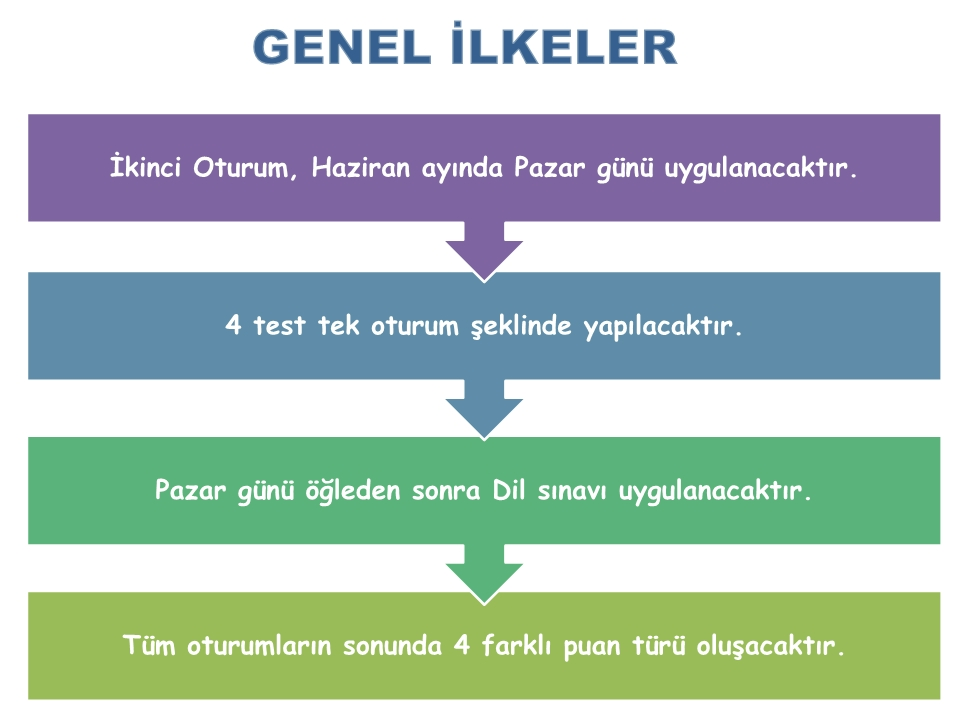 GENEL İLKELER
İkinci Oturum, Haziran ayında Pazar günü uygulanacaktır.
4 test tek oturum şeklinde yapılacaktır.
Pazar günü öğleden sonra Dil sınavı uygulanacaktır.
Tüm oturumların sonunda 4 farklı puan türü oluşacaktır.